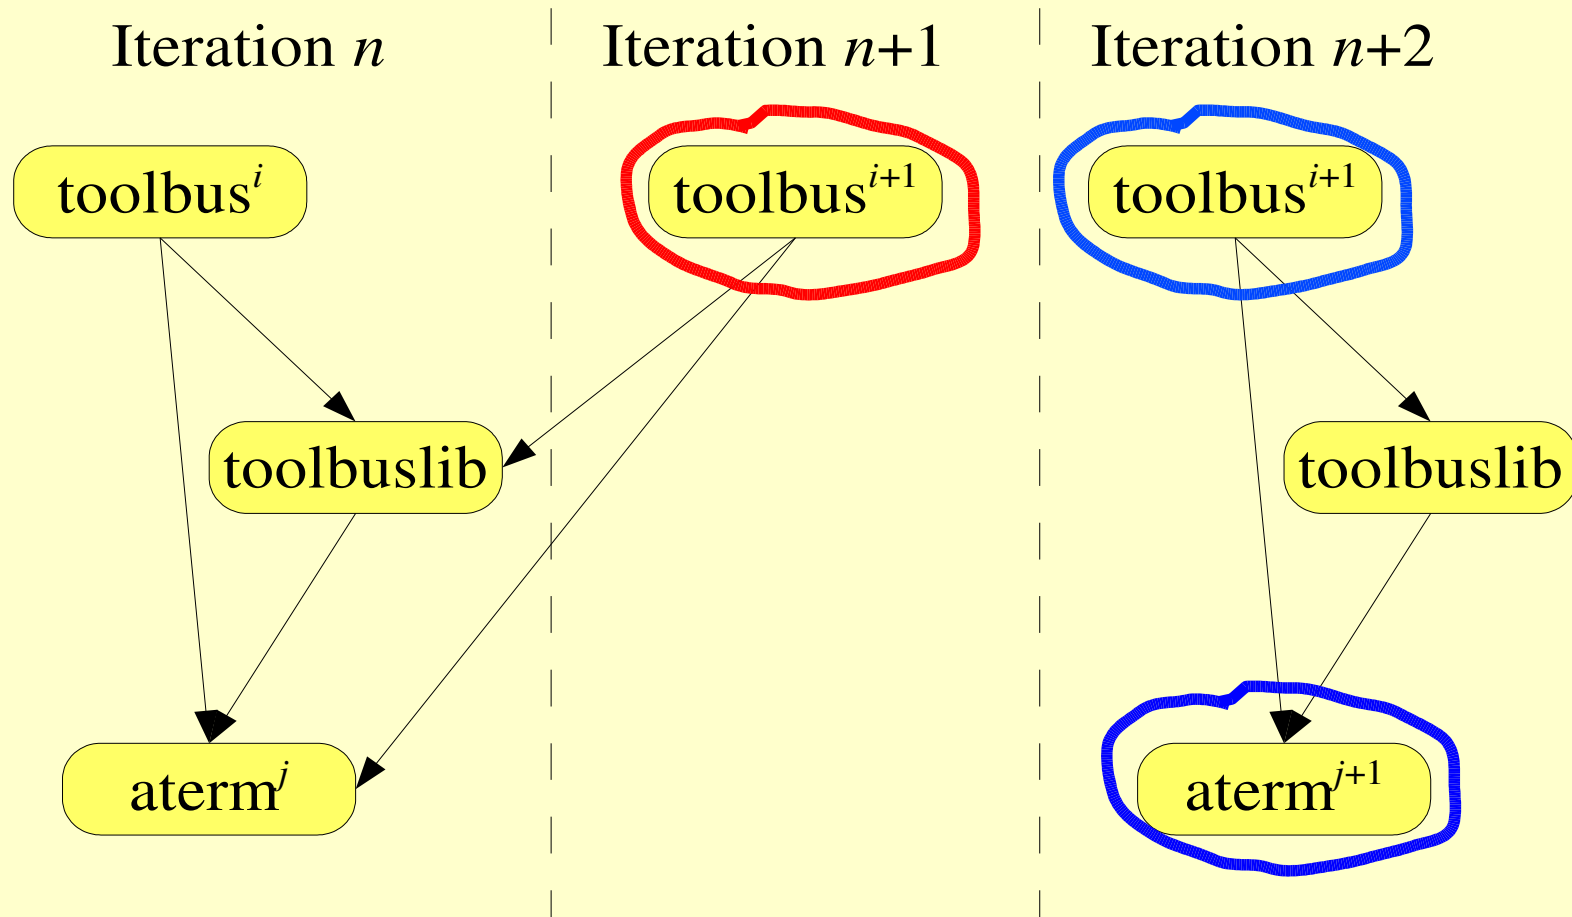 Iteration n
Iteration n+1
Iteration n+2
toolbusⁱ
toolbusⁱ⁺¹
toolbusⁱ⁺¹
toolbuslib
toolbuslib
atermʲ
atermʲ⁺¹